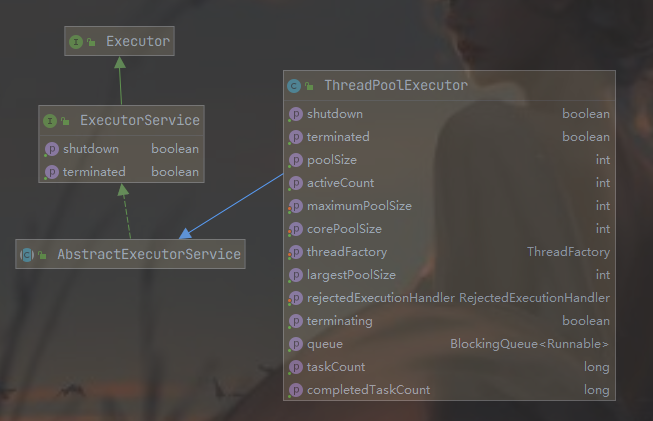 I Executor
I ExecutorService
p shutdown boolean
p terminated boolean
C AbstractExecutorService
C ThreadPoolExecutor
p shutdown boolean
p terminated boolean
p poolSize int
p activeCount int
p maximumPoolSize int
p corePoolSize int
p threadFactory ThreadFactory
p largestPoolSize int
p rejectedExecutionHandler RejectedExecutionHandler
p terminating boolean
p queue BlockingQueue<Runnable>
p taskCount long
p completedTaskCount long